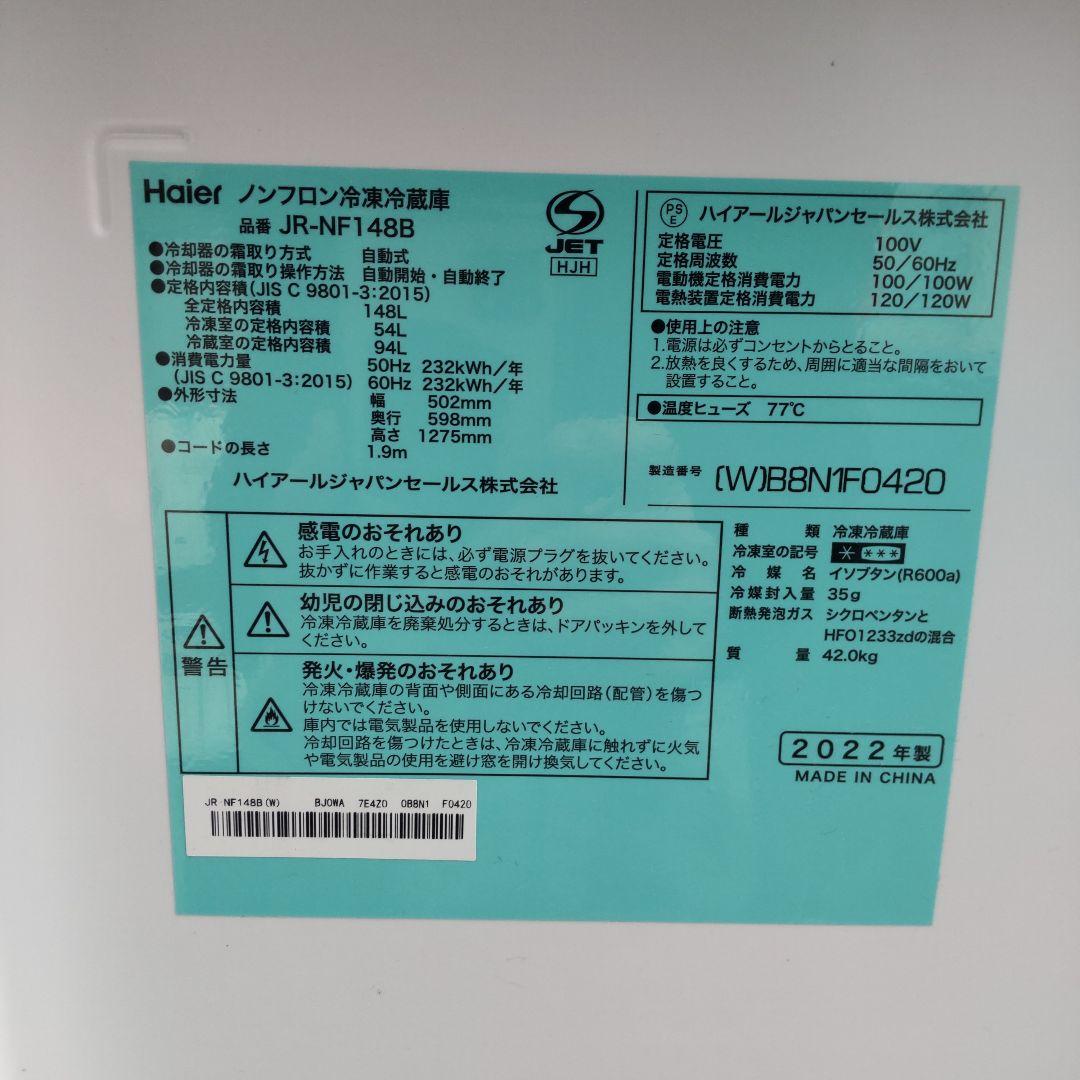 Haier ノンフロン冷凍冷蔵庫
品番 JR-NF148B
●冷却器の霜取り方式 自動式
●冷却器の霜取り操作方法 自動開始・自動終了
●定格内容積(JIS C 9801-3:2015)
全定格内容積 148L
冷凍室の定格内容積 54L
冷蔵室の定格内容積 94L
●消費電力量 50Hz 232kWh/年
(JIS C 9801-3:2015) 60Hz 232kWh/年
●外形寸法 幅 502mm
奥行 598mm
高さ 1275mm
●コードの長さ 1.9m
ハイアールジャパンセールス株式会社
S
JET
HJH
PS
E
ハイアールジャパンセールス株式会社
定格電圧 100V
定格周波数 50/60Hz
電動機定格消費電力 100/100W
電熱装置定格消費電力 120/120W
●使用上の注意
1.電源は必ずコンセントからとること。
2.放熱を良くするため、周囲に適当な間隔をおいて
設置すること。
●温度ヒューズ 77℃
製造番号 (W)B8N1F0420
警告
感電のおそれあり
お手入れのときには、必ず電源プラグを抜いてください。
抜かずに作業すると感電のおそれがあります。
幼児の閉じ込みのおそれあり
冷凍冷蔵庫を廃棄処分するときは、ドアパッキンを外して
ください。
発火・爆発のおそれあり
冷凍冷蔵庫の背面や側面にある冷却回路(配管)を傷つ
けないでください。
庫内では電気製品を使用しないでください。
冷却回路を傷つけたときは、冷凍冷蔵庫に触れずに火気
や電気製品の使用を避け窓を開け換気してください。
種類 冷凍冷蔵庫
冷凍室の記号 * ***
冷媒名 イソブタン(R600a)
冷媒封入量 35g
断熱発泡ガス シクロペンタンと
HFO1233zdの混合
質量 42.0kg
2022年製
MADE IN CHINA
JR-NF148B(W) BJ0WA 7E4Z0 0B8N1 F0420